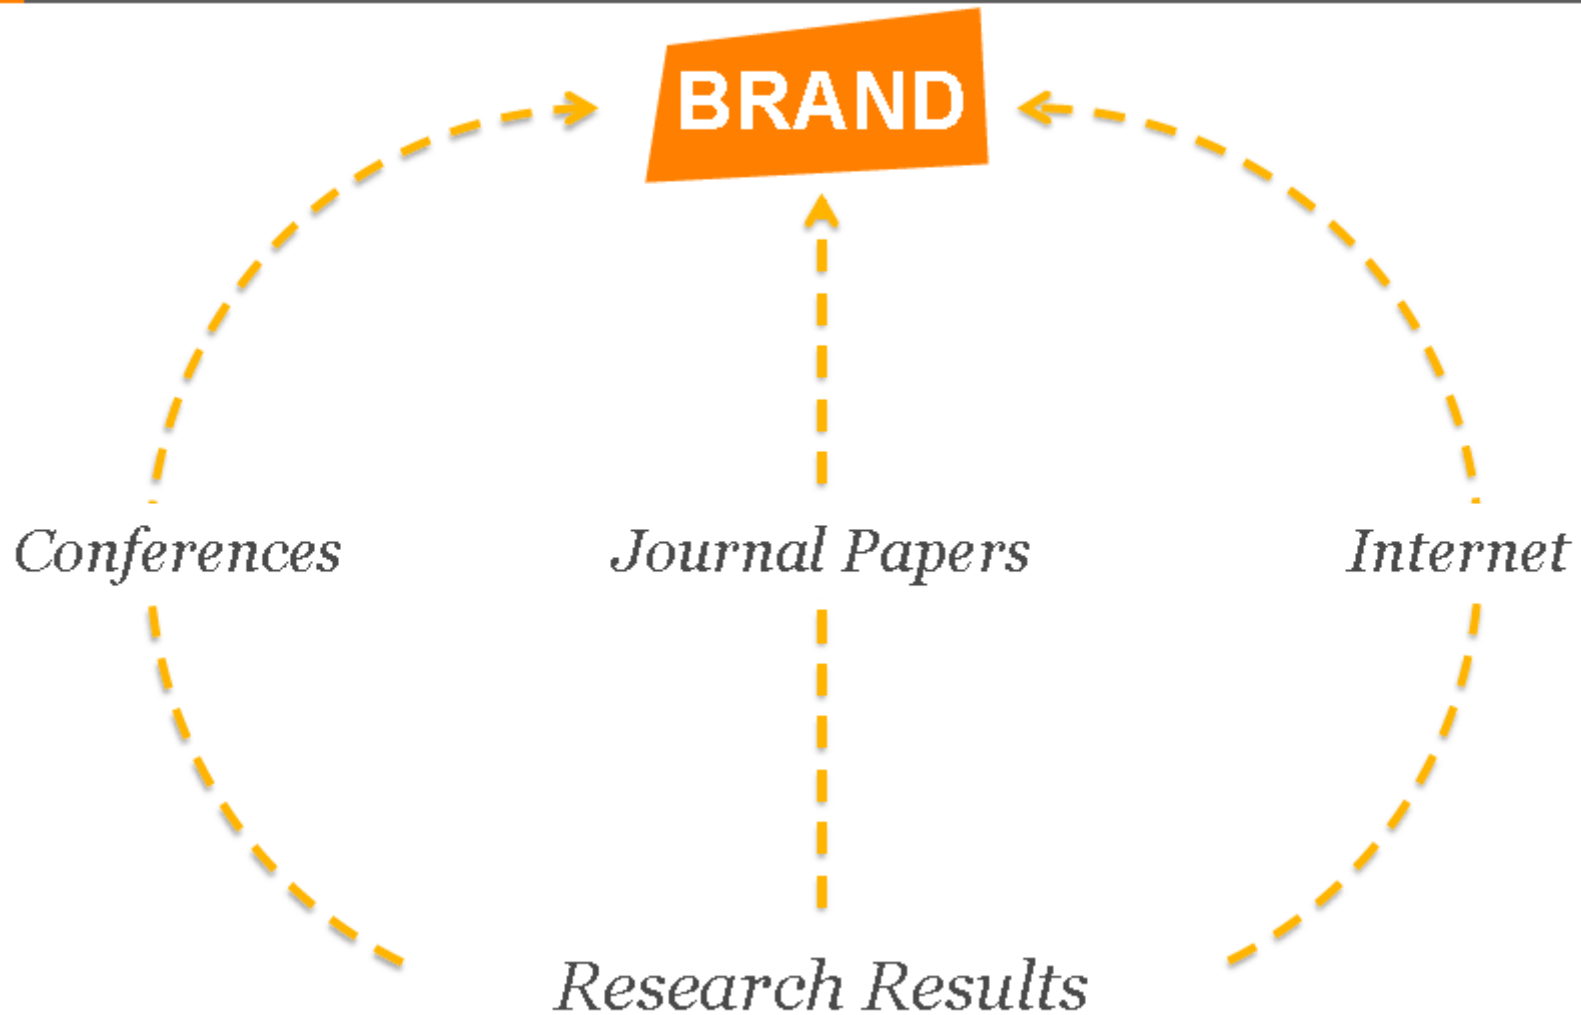 BRAND
Conferences
Journal Papers
Internet
Research Results